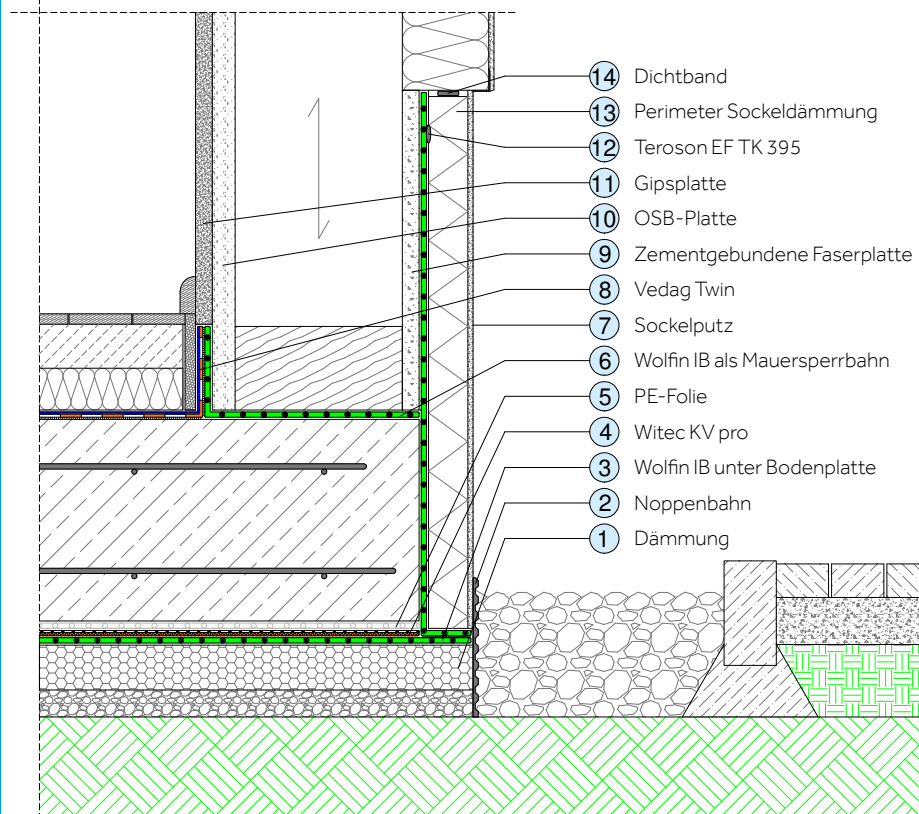 14 Dichtband
13 Perimeter Sockeldämmung
12 Teroson EF TK 395
11 Gipsplatte
10 OSB-Platte
9 Zementgebundene Faserplatte
8 Vedag Twin
7 Sockelputz
6 Wolfin IB als Mauersperrbahn
5 PE-Folie
4 Witec KV pro
3 Wolfin IB unter Bodenplatte
2 Noppenbahn
1 Dämmung